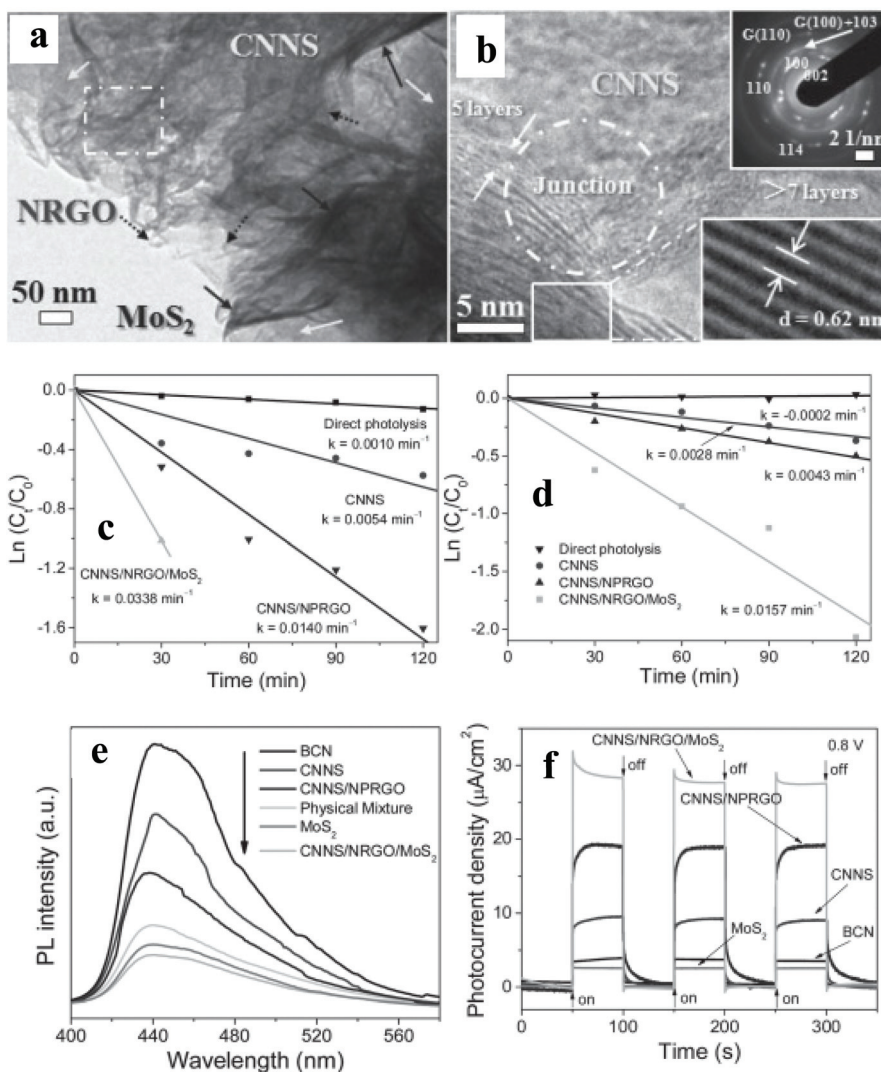 a
CNNS
NRGO
50 nm
MoS₂
b
G(100)+103
G(110)
100
002
110
114
2 1/nm
CNNS
5 layers
Junction
>7 layers
5 nm
d = 0.62 nm
0.0
-0.4
-0.8
-1.2
-1.6
Ln (Cₜ/C₀)
Direct photolysis
k = 0.0010 min⁻¹
CNNS
k = 0.0054 min⁻¹
c
CNNS/NRGO/MoS₂
k = 0.0338 min⁻¹
CNNS/NPRGO
k = 0.0140 min⁻¹
0 30 60 90 120
Time (min)
0.0
-0.5
-1.0
-1.5
-2.0
Ln (Cₜ/C₀)
k = -0.0002 min⁻¹
k = 0.0028 min⁻¹
k = 0.0043 min⁻¹
d
Direct photolysis
CNNS
CNNS/NPRGO
CNNS/NRGO/MoS₂
k = 0.0157 min⁻¹
0 30 60 90 120
Time (min)
e
BCN
CNNS
CNNS/NPRGO
Physical Mixture
MoS₂
CNNS/NRGO/MoS₂
PL intensity (a.u.)
400 440 480 520 560
Wavelength (nm)
CNNS/NRGO/MoS₂
0.8 V
f
off
off
off
CNNS/NPRGO
CNNS
MoS₂
BCN
on
on
on
30
20
10
0
Photocurrent density (μA/cm²)
0 100 200 300
Time (s)